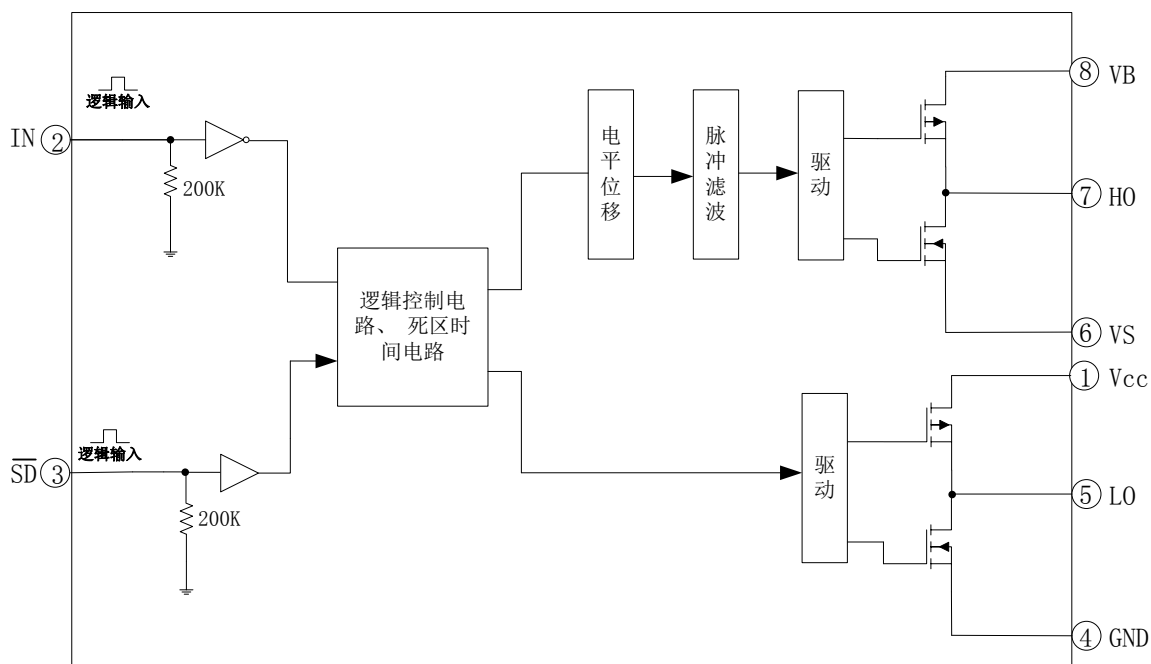 逻辑输入
IN ②
200K
逻辑控制电
路、死区时
间电路
逻辑输入
SD ③
200K
电平位移
脉冲滤波
驱动
⑧ VB
⑦ HO
⑥ VS
① Vcc
驱动
⑤ LO
④ GND